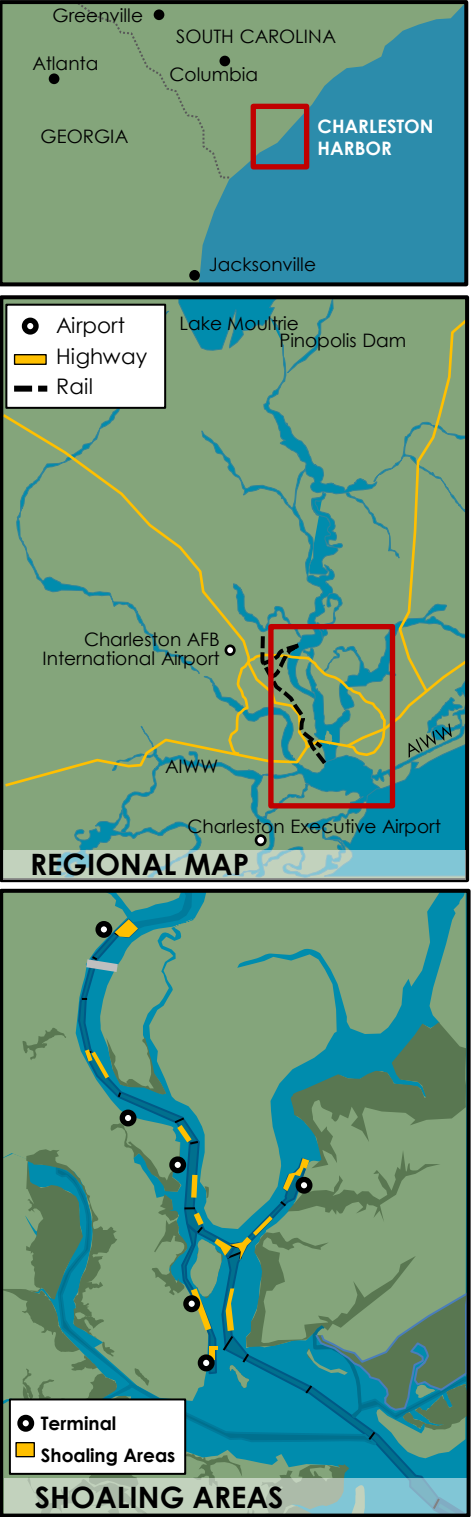 Greenville
SOUTH CAROLINA
Atlanta
Columbia
GEORGIA
CHARLESTON
HARBOR
Jacksonville
Airport
Highway
Rail
Lake Moultrie
Pinopolis Dam
Charleston AFB
International Airport
AIWW
AIWW
Charleston Executive Airport
REGIONAL MAP
Terminal
Shoaling Areas
SHOALING AREAS